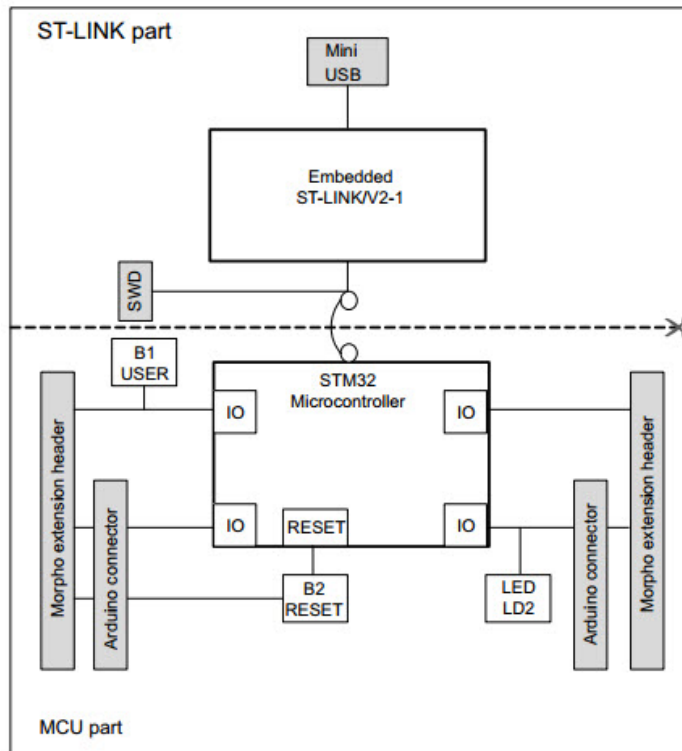 ST-LINK part
Mini
USB
Embedded
ST-LINK/V2-1
SWD
B1
USER
STM32
Microcontroller
IO
IO
Morpho extension header
Arduino connector
IO
RESET
IO
B2
RESET
LED
LD2
Arduino connector
Morpho extension header
MCU part